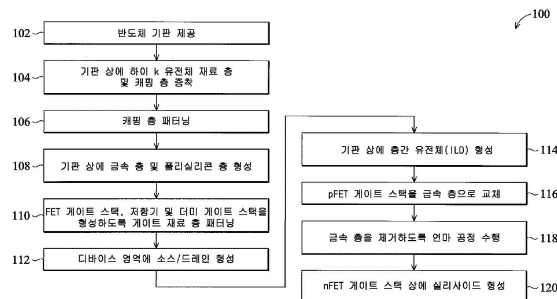 100
102
반도체 기판 제공
104
기판 상에 하이 k 유전체 재료 층
및 캐핑 층 증착
106
캐핑 층 패터닝
108
기판 상에 금속 층 및 폴리실리콘 층 형성
110
FET 게이트 스택, 저항기 및 더미 게이트 스택을
형성하도록 게이트 재료 층 패터닝
112
디바이스 영역에 소스/드레인 형성
기판 상에 층간 유전체(ILD) 형성
114
pFET 게이트 스택을 금속 층으로 교체
116
금속 층을 제거하도록 연마 공정 수행
118
nFET 게이트 스택 상에 실리사이드 형성
120